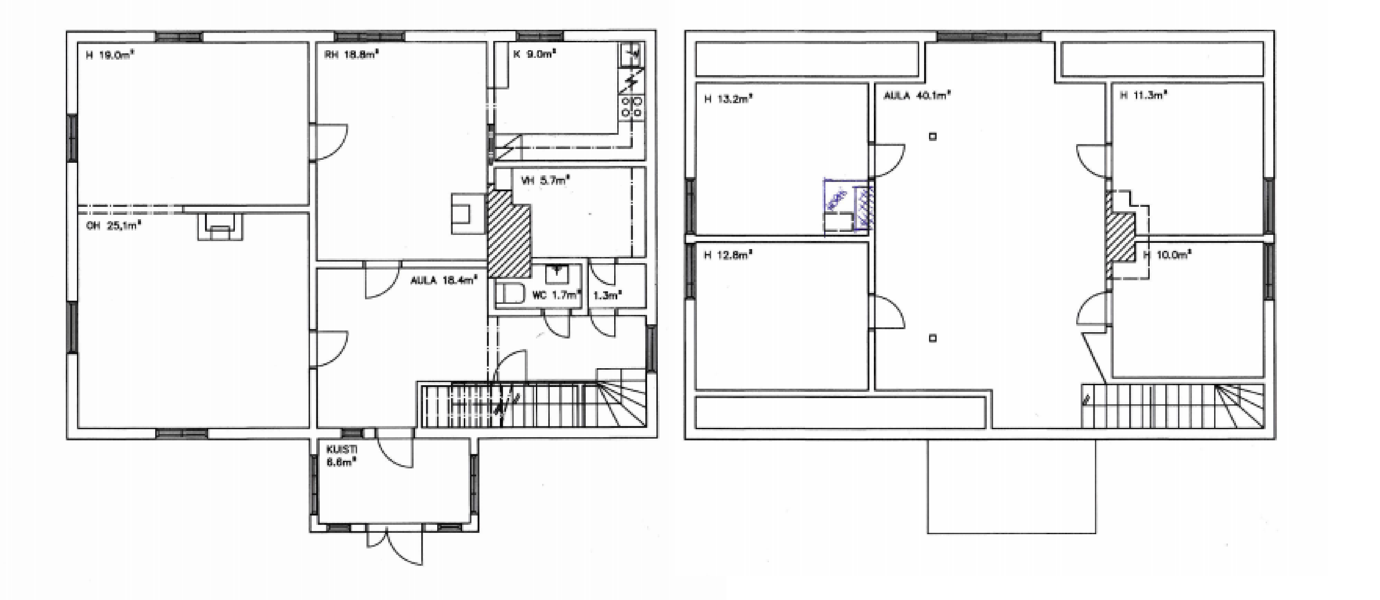 H 19.0m²
RH 18.8m²
K 9.0m²
VH 5.7m²
OH 25,1m²
AULA 18.4m²
WC 1.7m²
1.3m²
KUISTI
6.6m²
H 13.2m²
AULA 40.1m²
H 11.3m²
H 12.8m²
H 10.0m²